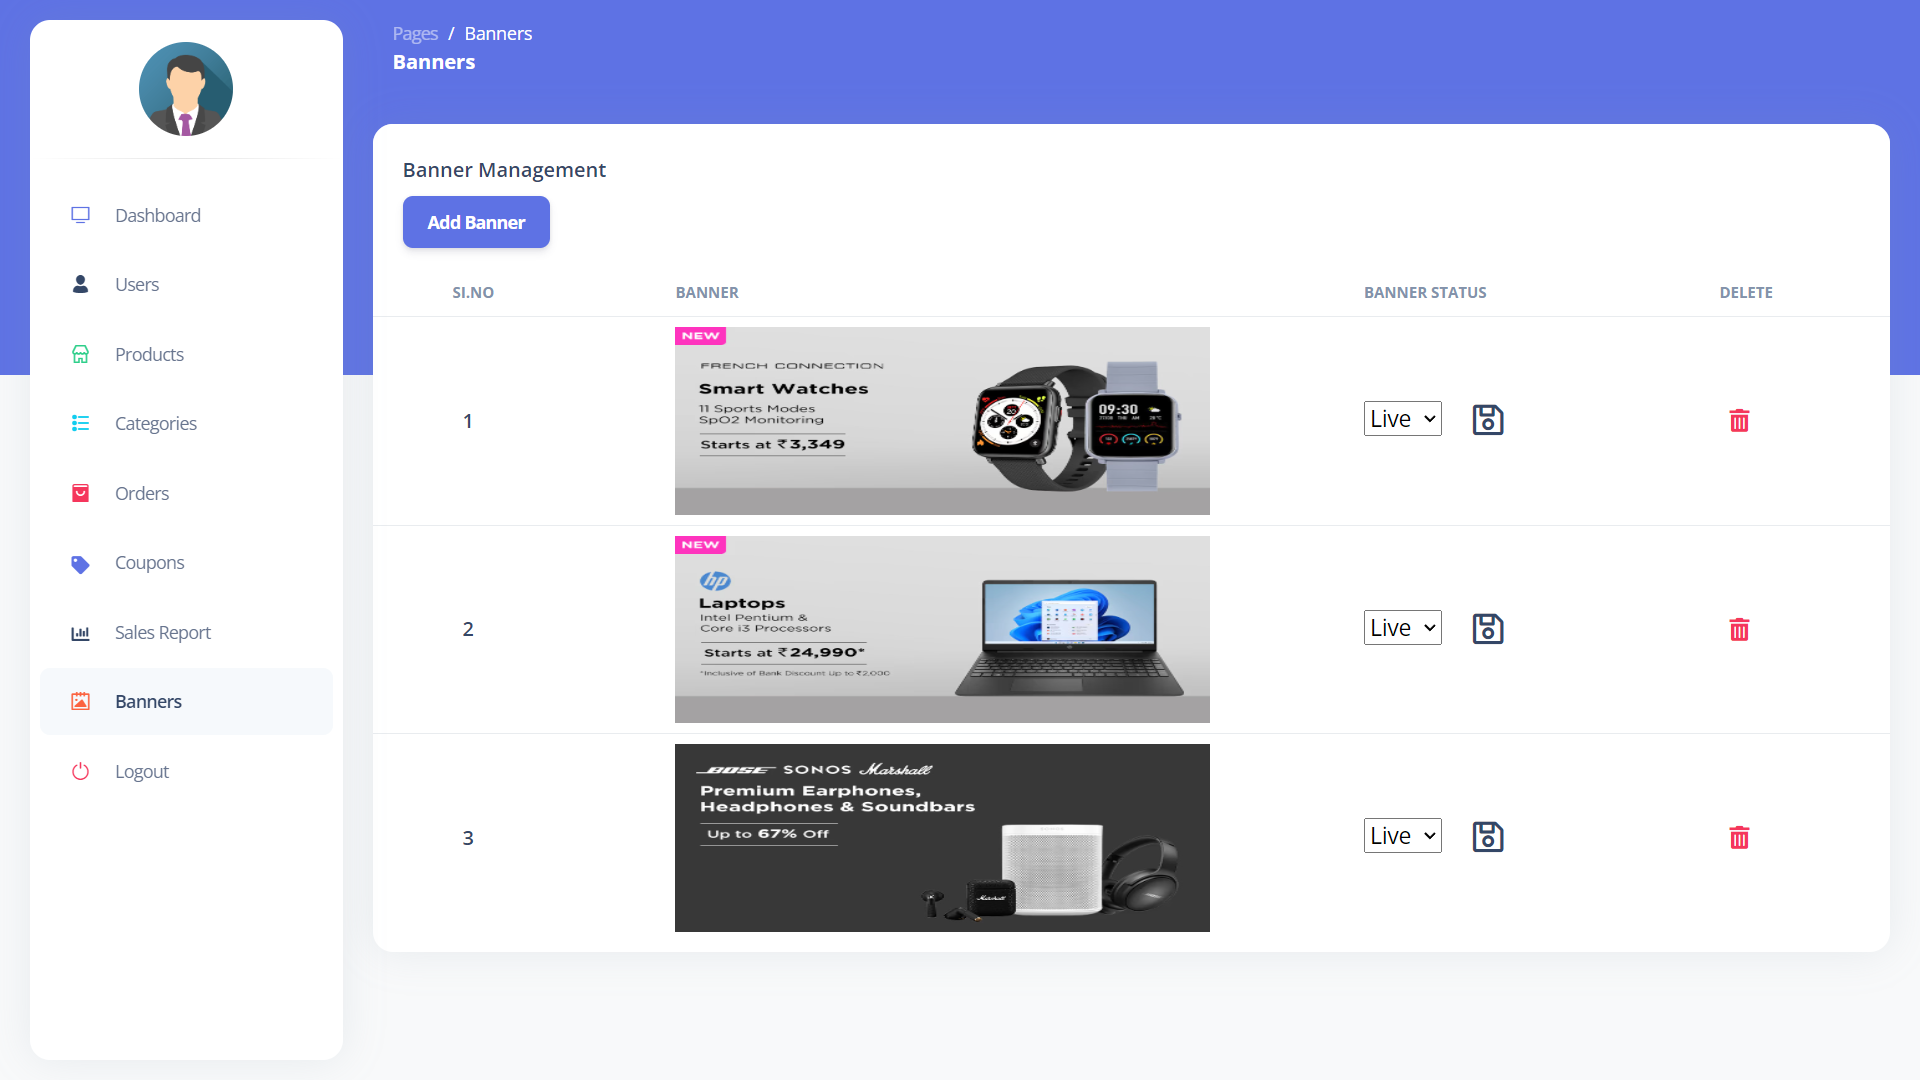 Pages / Banners
Banners
Dashboard
Users
Products
Categories
Orders
Coupons
Sales Report
Banners
Logout
Banner Management
Add Banner
SI.NO BANNER BANNER STATUS DELETE
1
NEW
FRENCH CONNECTION
Smart Watches
11 Sports Modes
SpO2 Monitoring
Starts at ₹3,349
09:30
Live
2
NEW
hp
Laptops
Intel Pentium &
Core i3 Processors
Starts at ₹24,990*
*Inclusive of Bank Discount Up to ₹2,000
Live
3
BOSE SONOS Marshall
Premium Earphones,
Headphones & Soundbars
Up to 67% Off
Marshall
Live